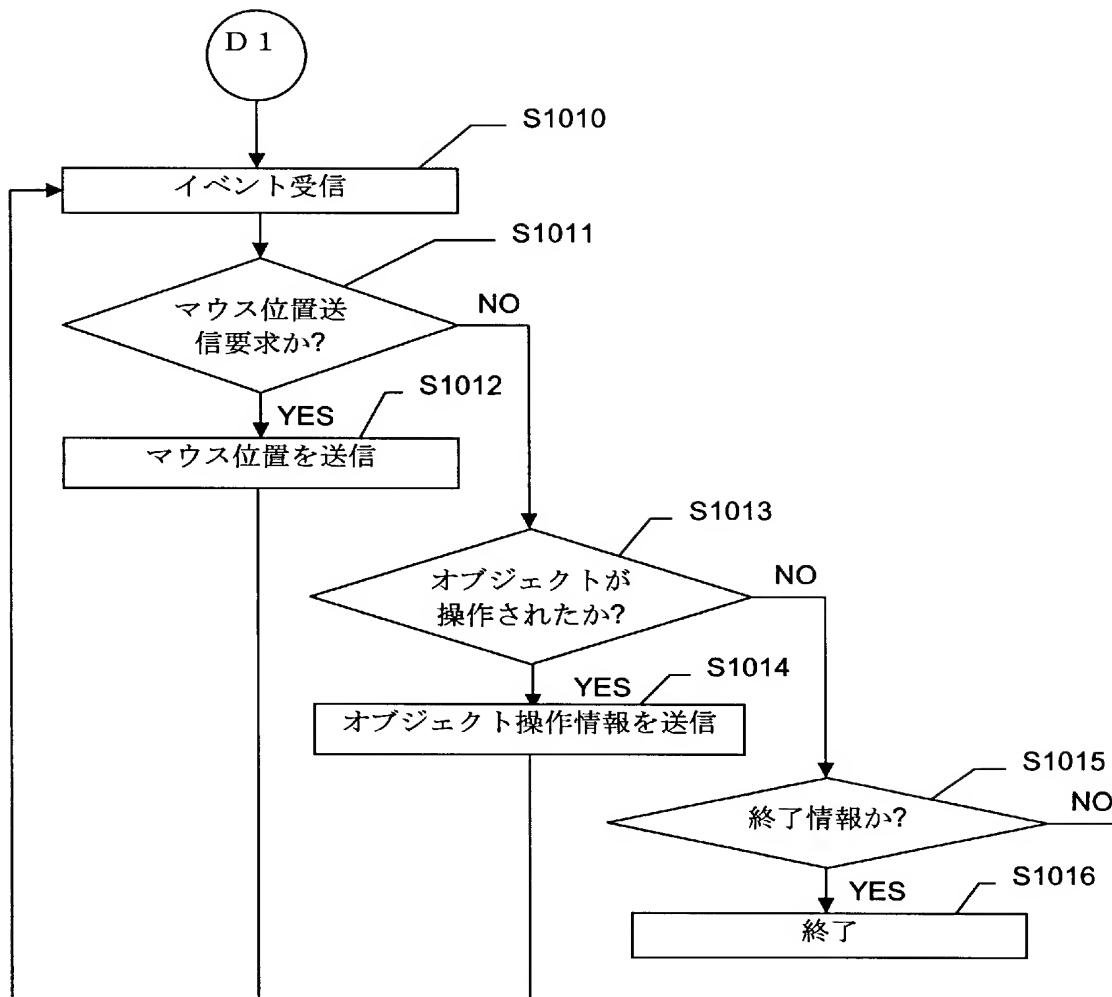 D 1
S1010
イベント受信
S1011
マウス位置送
信要求か?
NO
S1012
YES
マウス位置を送信
S1013
オブジェクトが
操作されたか?
NO
S1014
YES
オブジェクト操作情報を送信
S1015
終了情報か?
NO
S1016
YES
終了